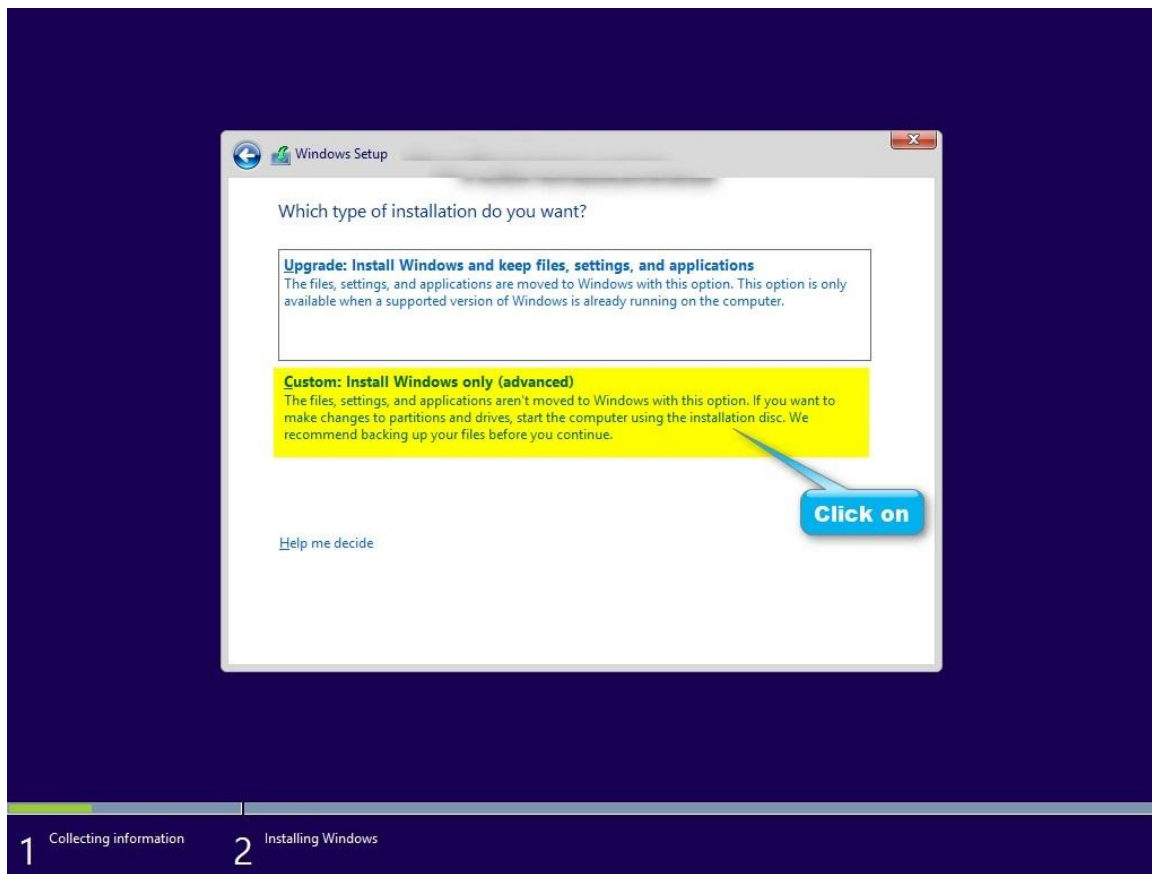 Windows Setup
Which type of installation do you want?
Upgrade: Install Windows and keep files, settings, and applications
The files, settings, and applications are moved to Windows with this option. This option is only
available when a supported version of Windows is already running on the computer.
Custom: Install Windows only (advanced)
The files, settings, and applications aren't moved to Windows with this option. If you want to
make changes to partitions and drives, start the computer using the installation disc. We
recommend backing up your files before you continue.
Click on
Help me decide
1 Collecting information 2 Installing Windows